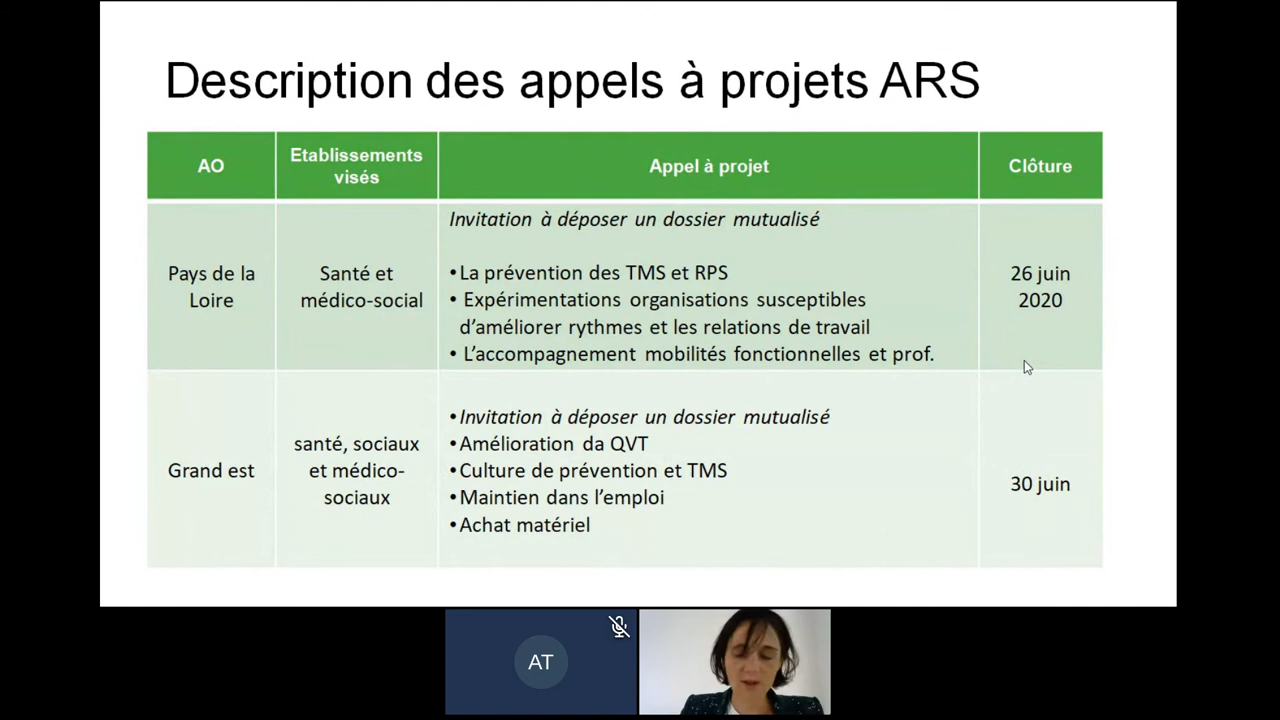 Description des appels à projets ARS
AO
Etablissements
visés
Appel à projet
Clôture
Pays de la
Loire
Santé et
médico-social
Invitation à déposer un dossier mutualisé
•La prévention des TMS et RPS
• Expérimentations organisations susceptibles
d’améliorer rythmes et les relations de travail
• L’accompagnement mobilités fonctionnelles et prof.
26 juin
2020
Grand est
santé, sociaux
et médico-
sociaux
•Invitation à déposer un dossier mutualisé
•Amélioration da QVT
•Culture de prévention et TMS
•Maintien dans l’emploi
•Achat matériel
30 juin
AT